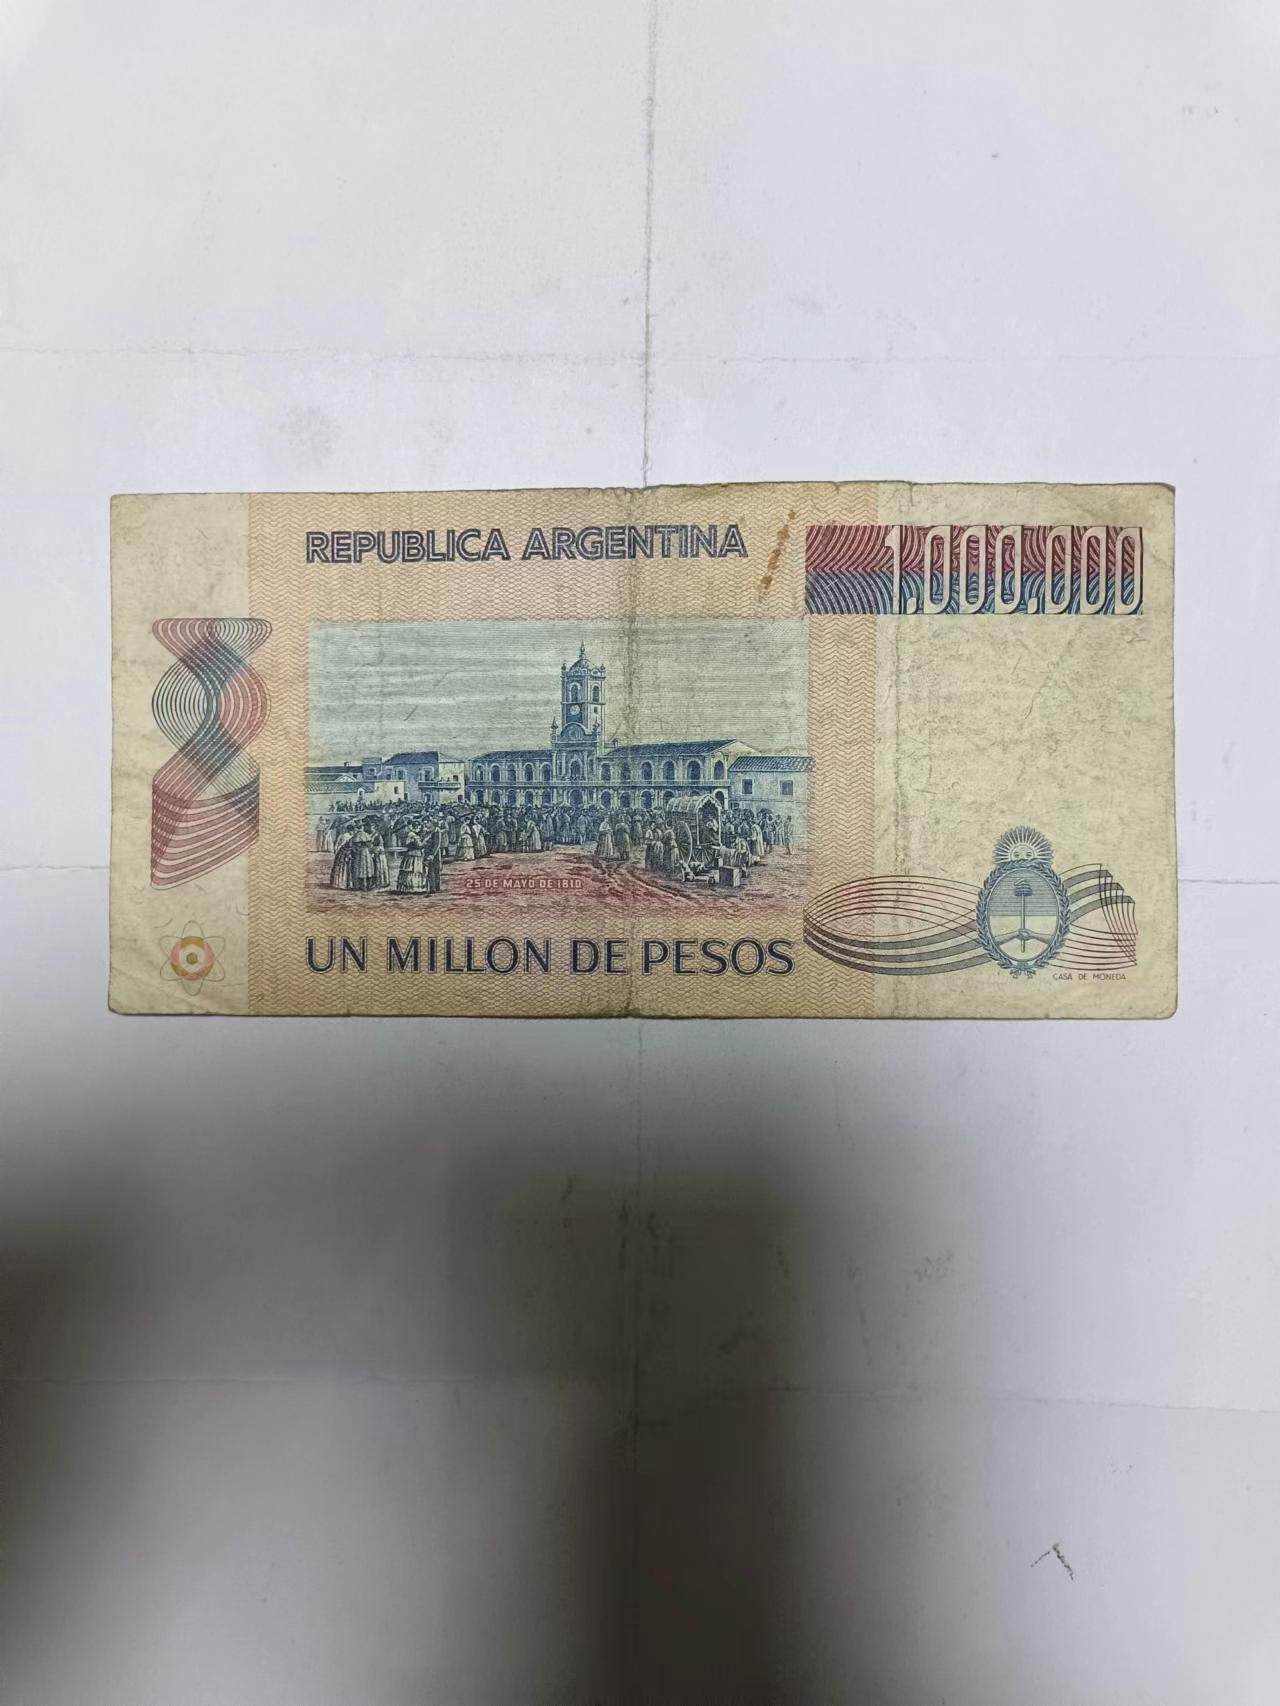 REPUBLICA ARGENTINA
1.000.000
25 DE MAYO DE 1810
UN MILLON DE PESOS
CASA DE MONEDA